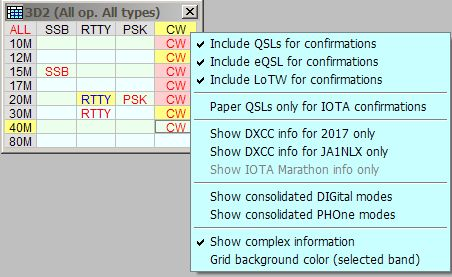 3D2 (All op. All types)
ALL SSB RTTY PSK CW
10M CW
12M CW
15M SSB CW
17M
20M RTTY PSK CW
30M RTTY CW
40M CW
80M
Include QSLs for confirmations
Include eQSL for confirmations
Include LoTW for confirmations
Paper QSLs only for IOTA confirmations
Show DXCC info for 2017 only
Show DXCC info for JA1NLX only
Show IOTA Marathon info only
Show consolidated DIGital modes
Show consolidated PHOne modes
Show complex information
Grid background color (selected band)